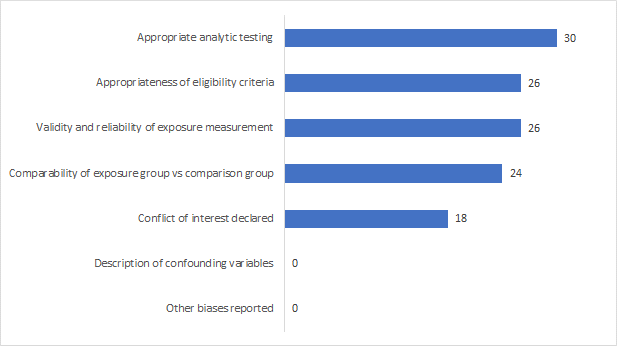 Appropriate analytic testing 30
Appropriateness of eligibility criteria 26
Validity and reliability of exposure measurement 26
Comparability of exposure group vs comparison group 24
Conflict of interest declared 18
Description of confounding variables 0
Other biases reported 0